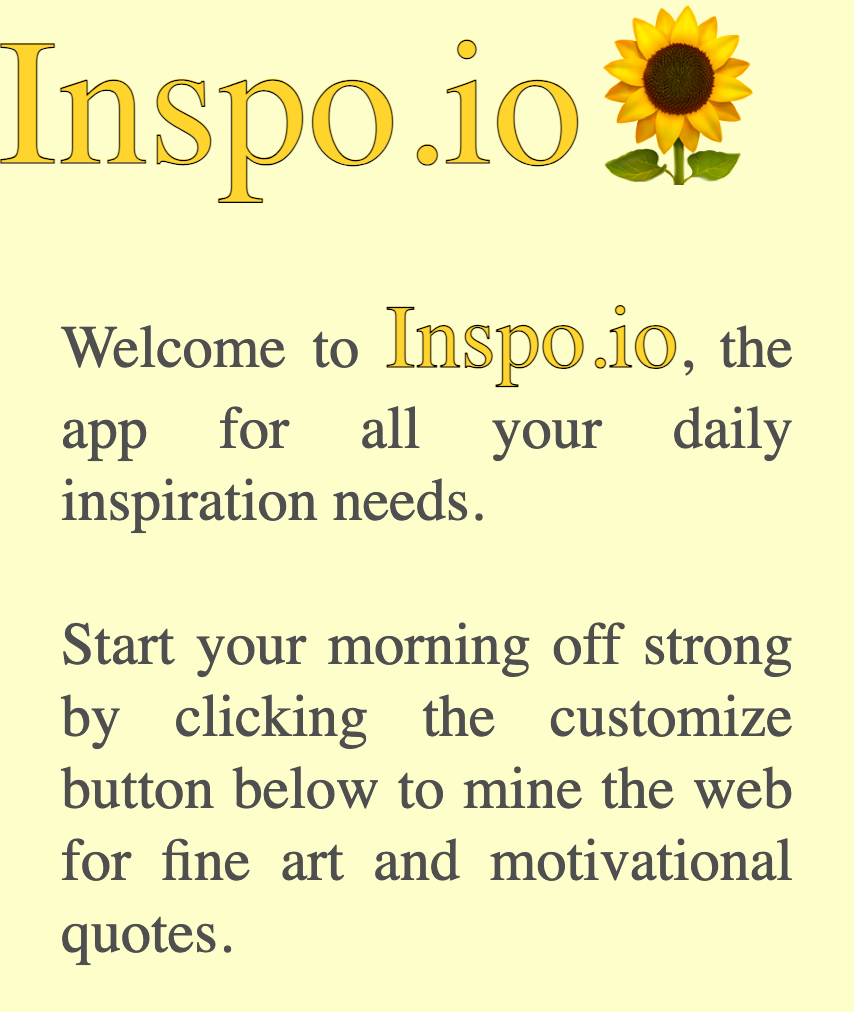 Inspo.io
Welcome to Inspo.io, the
app for all your daily
inspiration needs.
Start your morning off strong
by clicking the customize
button below to mine the web
for fine art and motivational
quotes.